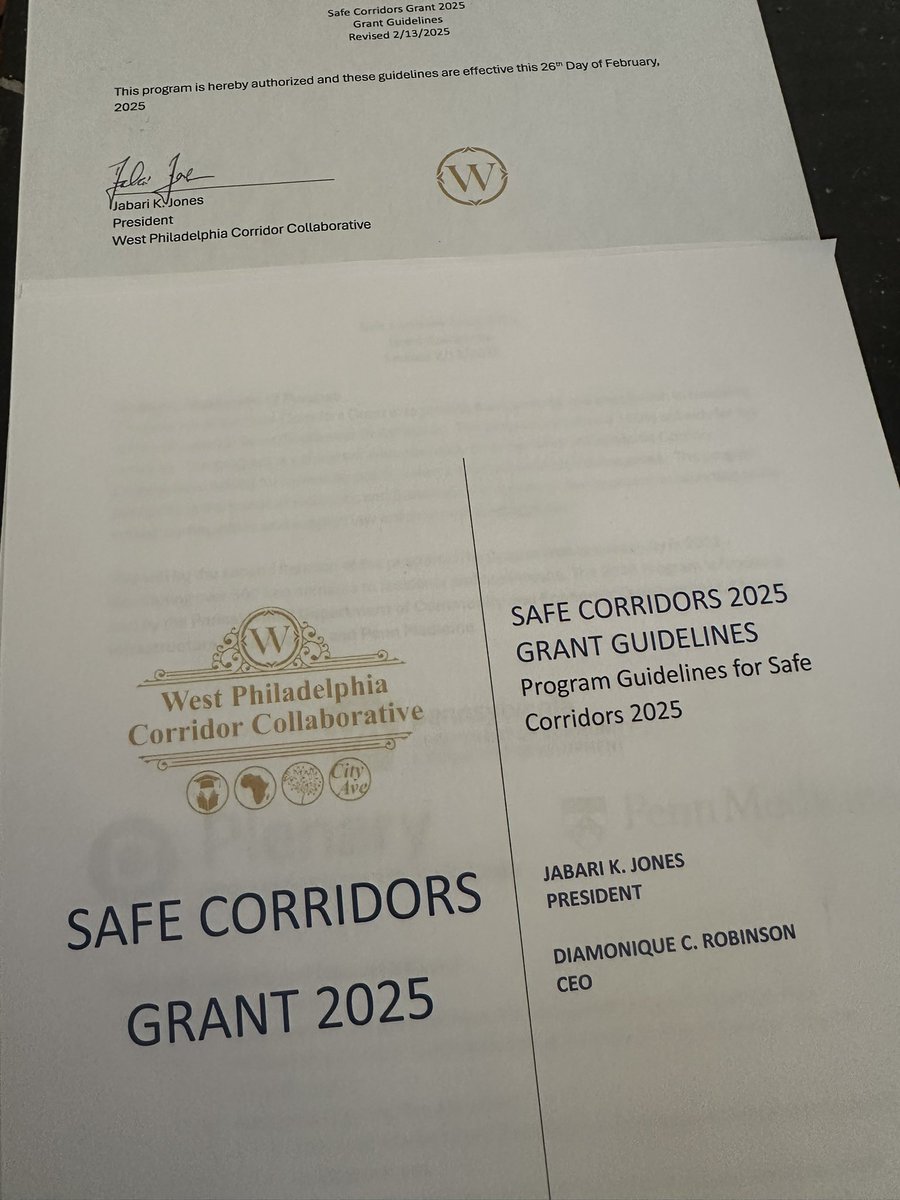 Safe Corridors Grant 2025
Grant Guidelines
Revised 2/13/2025
This program is hereby authorized and these guidelines are effective this 26th Day of February,
2025
Jabari K. Jones
President
West Philadelphia Corridor Collaborative
W
W
West Philadelphia
Corridor Collaborative
City
Ave
SAFE CORRIDORS
GRANT 2025
SAFE CORRIDORS 2025
GRANT GUIDELINES
Program Guidelines for Safe
Corridors 2025
JABARI K. JONES
PRESIDENT
DIAMONIQUE C. ROBINSON
CEO
Plenary
Penn Medicine